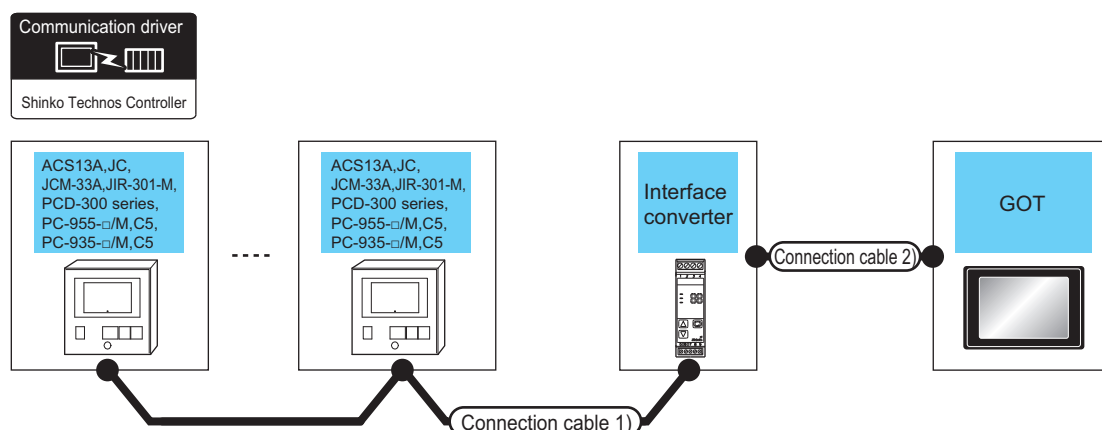 Communication driver
Shinko Technos Controller
ACS13A,JC,
JCM-33A,JIR-301-M,
PCD-300 series,
PC-955-□/M,C5,
PC-935-□/M,C5
ACS13A,JC,
JCM-33A,JIR-301-M,
PCD-300 series,
PC-955-□/M,C5,
PC-935-□/M,C5
Interface
converter
GOT
Connection cable 2)
Connection cable 1)